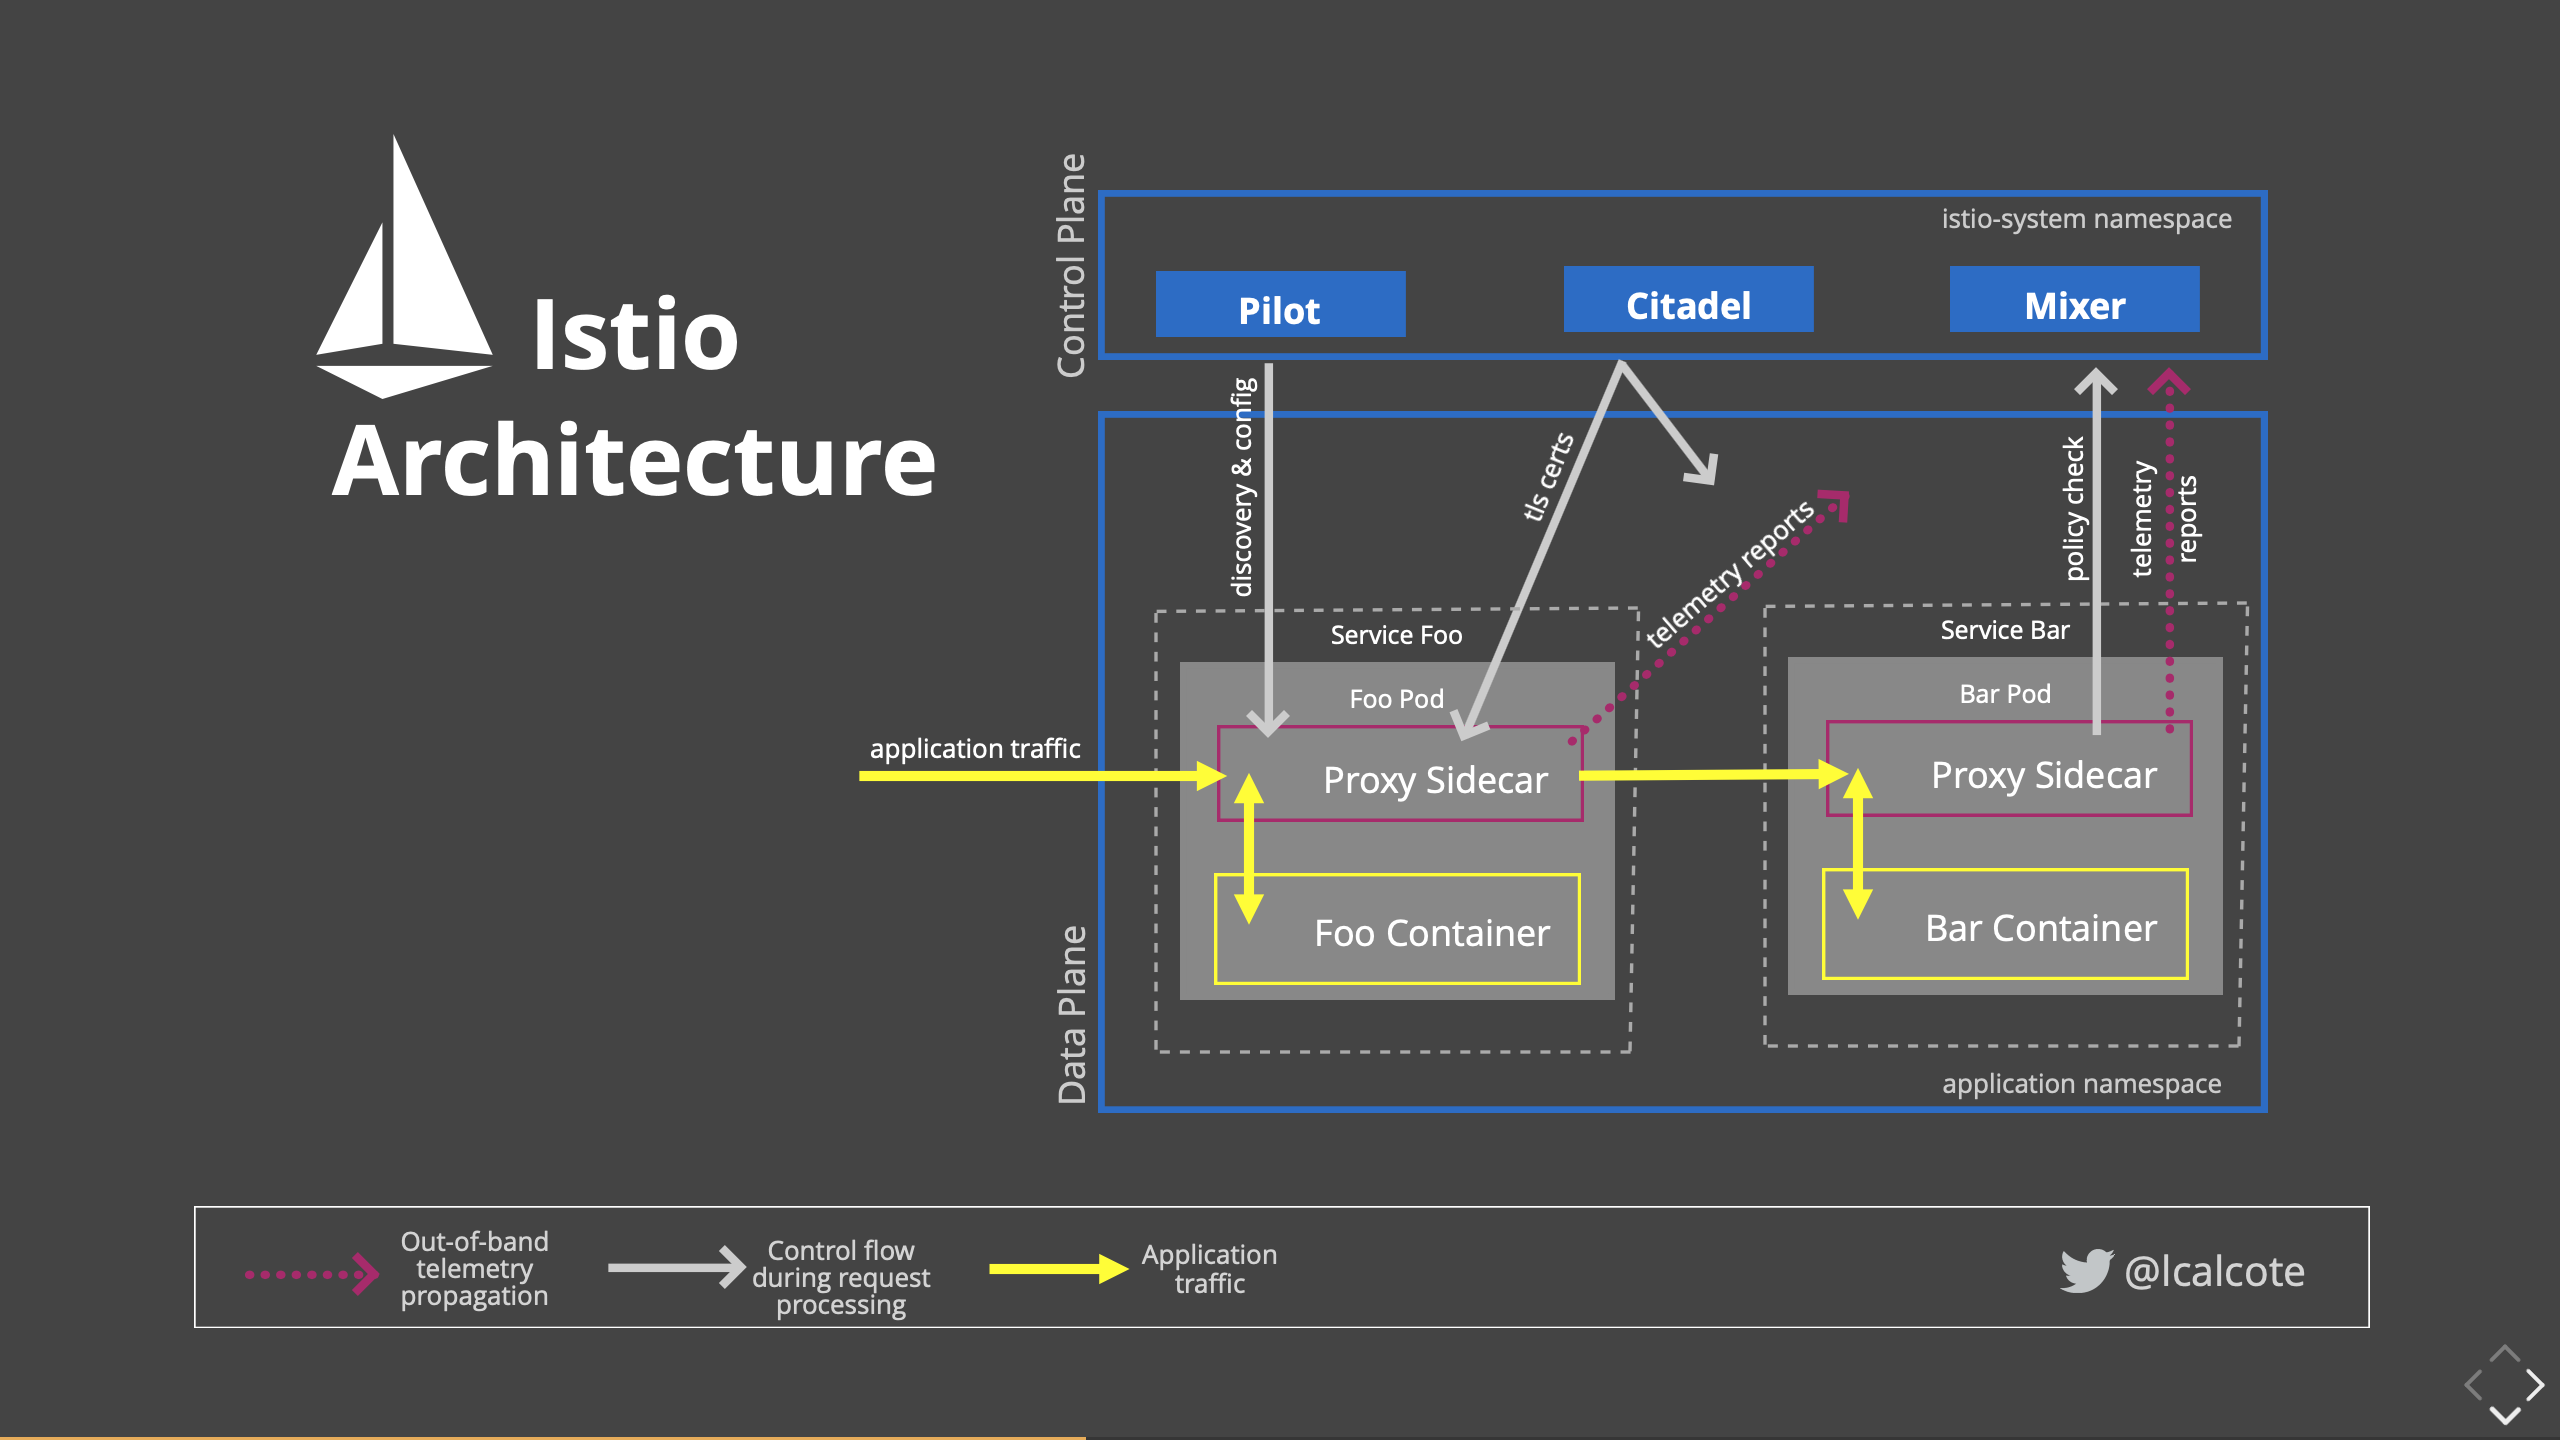 Istio
Architecture
Control Plane
istio-system namespace
Pilot
Citadel
Mixer
discovery & config
tls certs
telemetry reports
policy check
telemetry
reports
Service Foo
Foo Pod
Proxy Sidecar
Foo Container
Service Bar
Bar Pod
Proxy Sidecar
Bar Container
application traffic
Data Plane
application namespace
Out-of-band
telemetry
propagation
Control flow
during request
processing
Application
traffic
@lcalcote